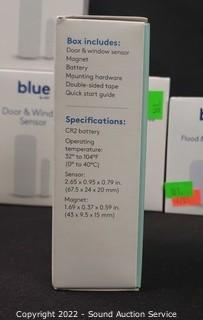 Box includes:
Door & window sensor
Magnet
Battery
Mounting hardware
Double-sided tape
Quick start guide
Specifications:
CR2 battery
Operating
temperature:
32° to 104°F
(0° to 40°C)
Sensor:
2.65 x 0.95 x 0.79 in.
(67.5 x 24 x 20 mm)
Magnet:
1.69 x 0.37 x 0.59 in.
(43 x 9.5 x 15 mm)
blue
Door & Windo
Sensor
blue
Flood &
Copyright 2022 - Sound Auction Service